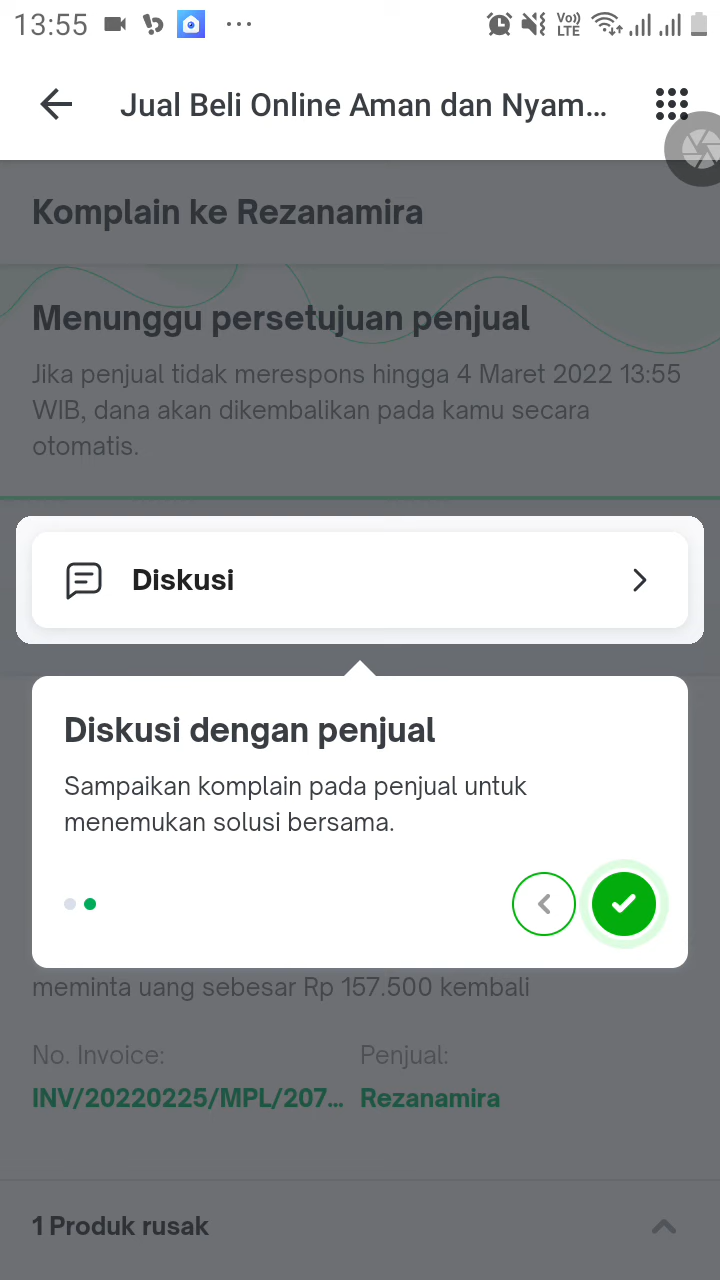 13:55
Vo)) LTE
Jual Beli Online Aman dan Nyam...
Komplain ke Rezanamira
Menunggu persetujuan penjual
Jika penjual tidak merespons hingga 4 Maret 2022 13:55
WIB, dana akan dikembalikan pada kamu secara
otomatis.
Diskusi
Diskusi dengan penjual
Sampaikan komplain pada penjual untuk
menemukan solusi bersama.
meminta uang sebesar Rp 157.500 kembali
No. Invoice: Penjual:
INV/20220225/MPL/207... Rezanamira
1 Produk rusak